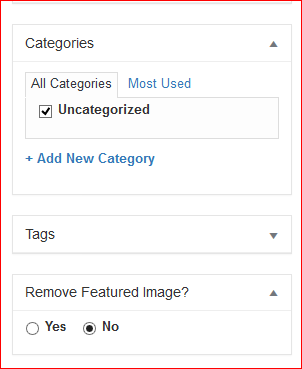 Categories
All Categories Most Used
Uncategorized
+ Add New Category
Tags
Remove Featured Image?
Yes No